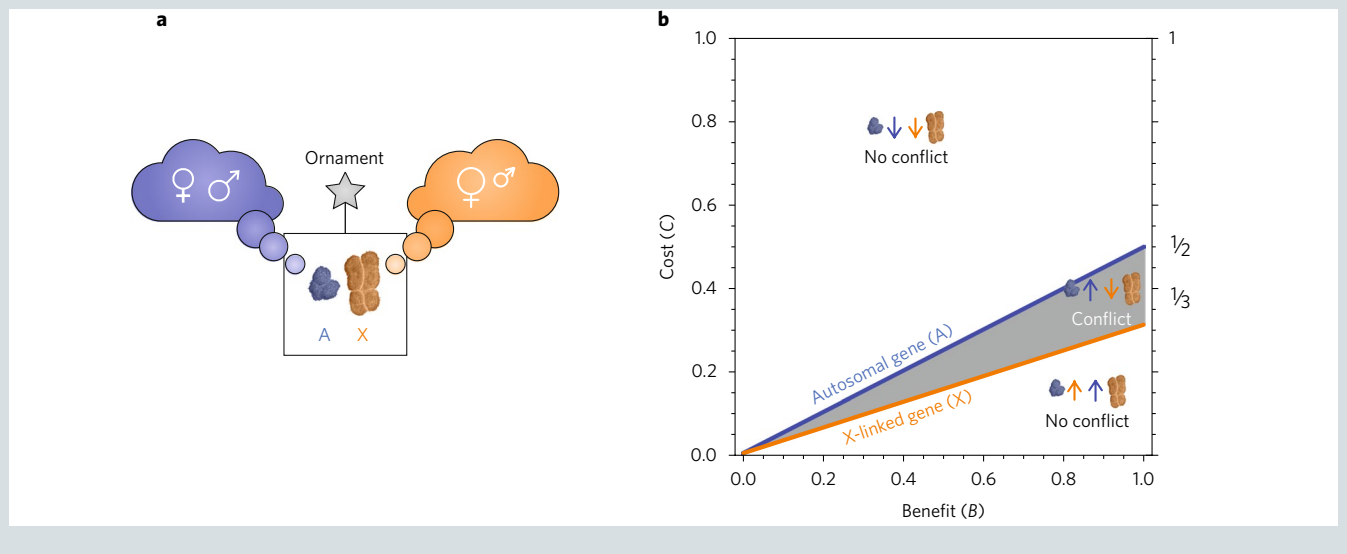 a
Ornament
A X
b
1.0
0.8
0.6
0.4
0.2
0.0
Cost (C)
0.0 0.2 0.4 0.6 0.8 1.0
Benefit (B)
1
1/2
1/3
No conflict
Conflict
No conflict
Autosomal gene (A)
X-linked gene (X)